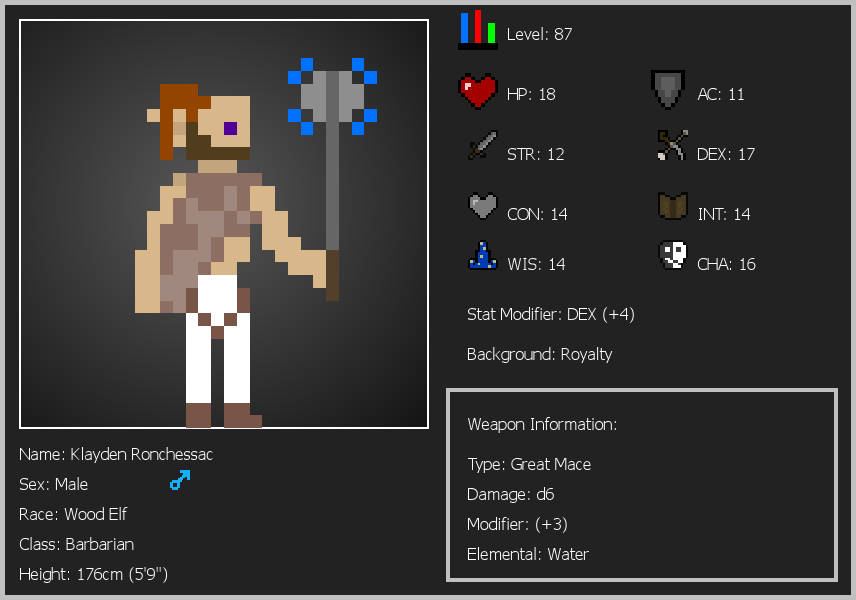 Level: 87
HP: 18
AC: 11
STR: 12
DEX: 17
CON: 14
INT: 14
WIS: 14
CHA: 16
Stat Modifier: DEX (+4)
Background: Royalty
Weapon Information:
Type: Great Mace
Damage: d6
Modifier: (+3)
Elemental: Water
Name: Klayden Ronchessac
Sex: Male
Race: Wood Elf
Class: Barbarian
Height: 176cm (5'9")